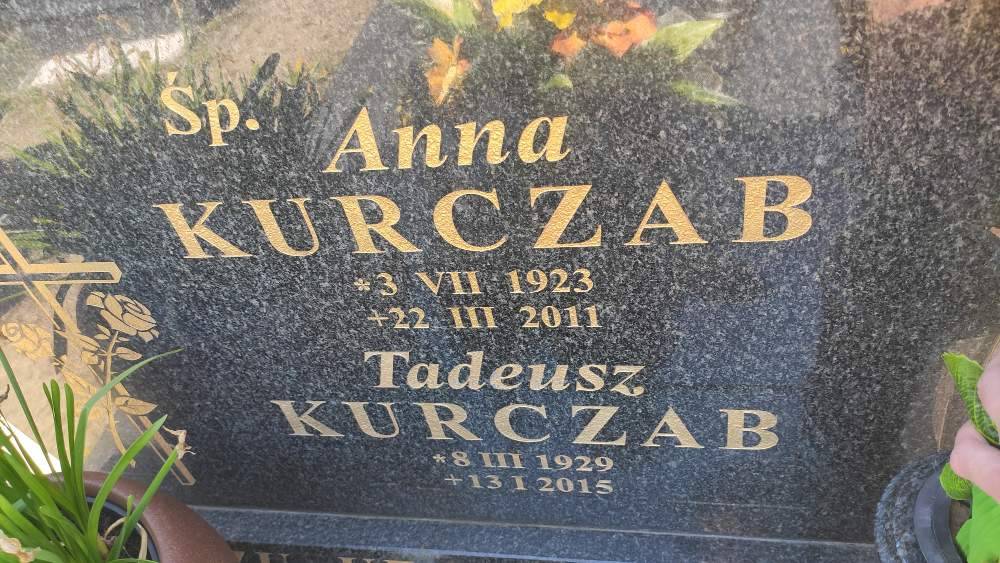 Śp.
Anna
KURCZAB
*3 VII 1923
+22 III 2011
Tadeusz
KURCZAB
*8 III 1929
+13 I 2015